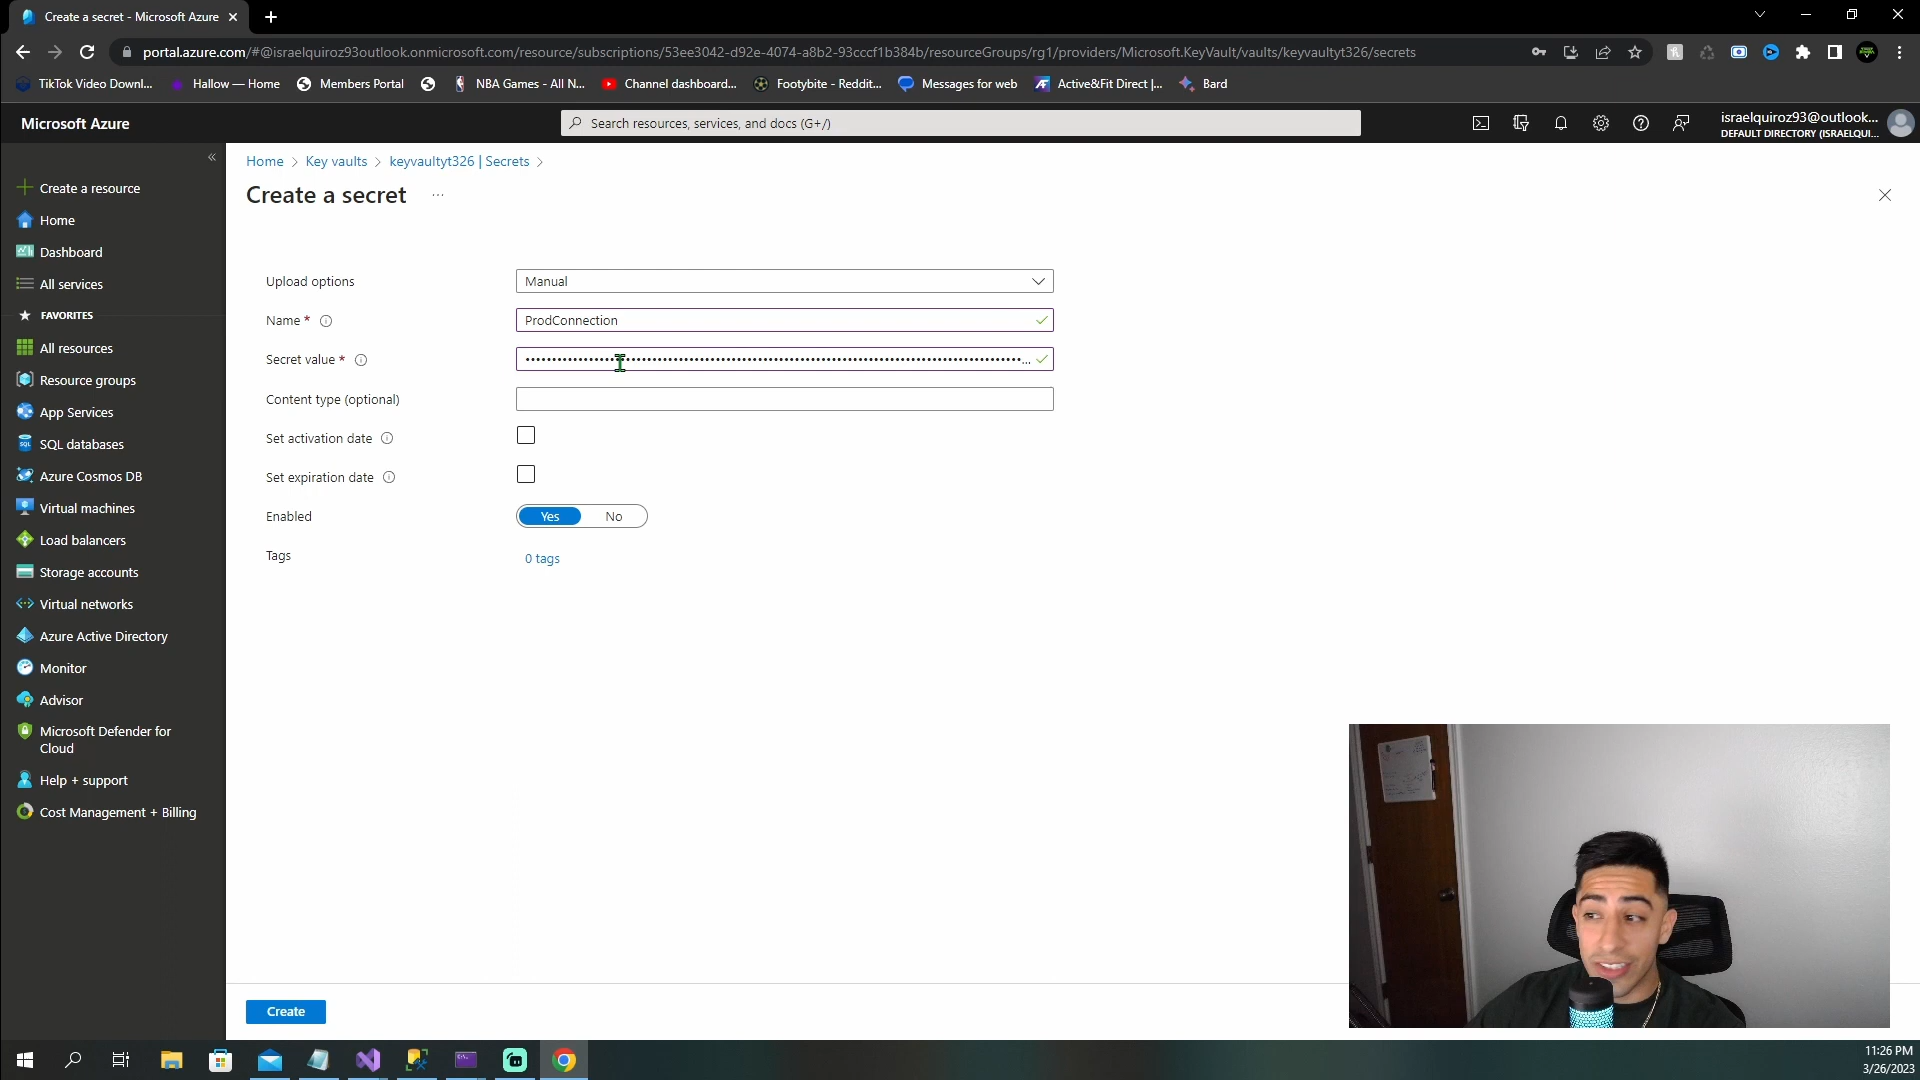 Create a secret - Microsoft Azure
portal.azure.com/#@israelquiroz93outlook.onmicrosoft.com/resource/subscriptions/53ee3042-d92e-4074-a8b2-93cccf1b384b/resourceGroups/rg1/providers/Microsoft.KeyVault/vaults/keyvaultyt326/secrets
TikTok Video Downl... Hallow — Home Members Portal NBA Games - All N... Channel dashboard... Footybite - Reddit... Messages for web Active&Fit Direct |... Bard
Microsoft Azure
Search resources, services, and docs (G+/)
israelquiroz93@outlook...
DEFAULT DIRECTORY (ISRAELQUI...
Create a resource
Home
Dashboard
All services
FAVORITES
All resources
Resource groups
App Services
SQL databases
Azure Cosmos DB
Virtual machines
Load balancers
Storage accounts
Virtual networks
Azure Active Directory
Monitor
Advisor
Microsoft Defender for
Cloud
Help + support
Cost Management + Billing
Home > Key vaults > keyvaultyt326 | Secrets >
Create a secret ...
Upload options Manual
Name * ProdConnection
Secret value *
Content type (optional)
Set activation date
Set expiration date
Enabled Yes No
Tags 0 tags
Create
11:26 PM
3/26/2023